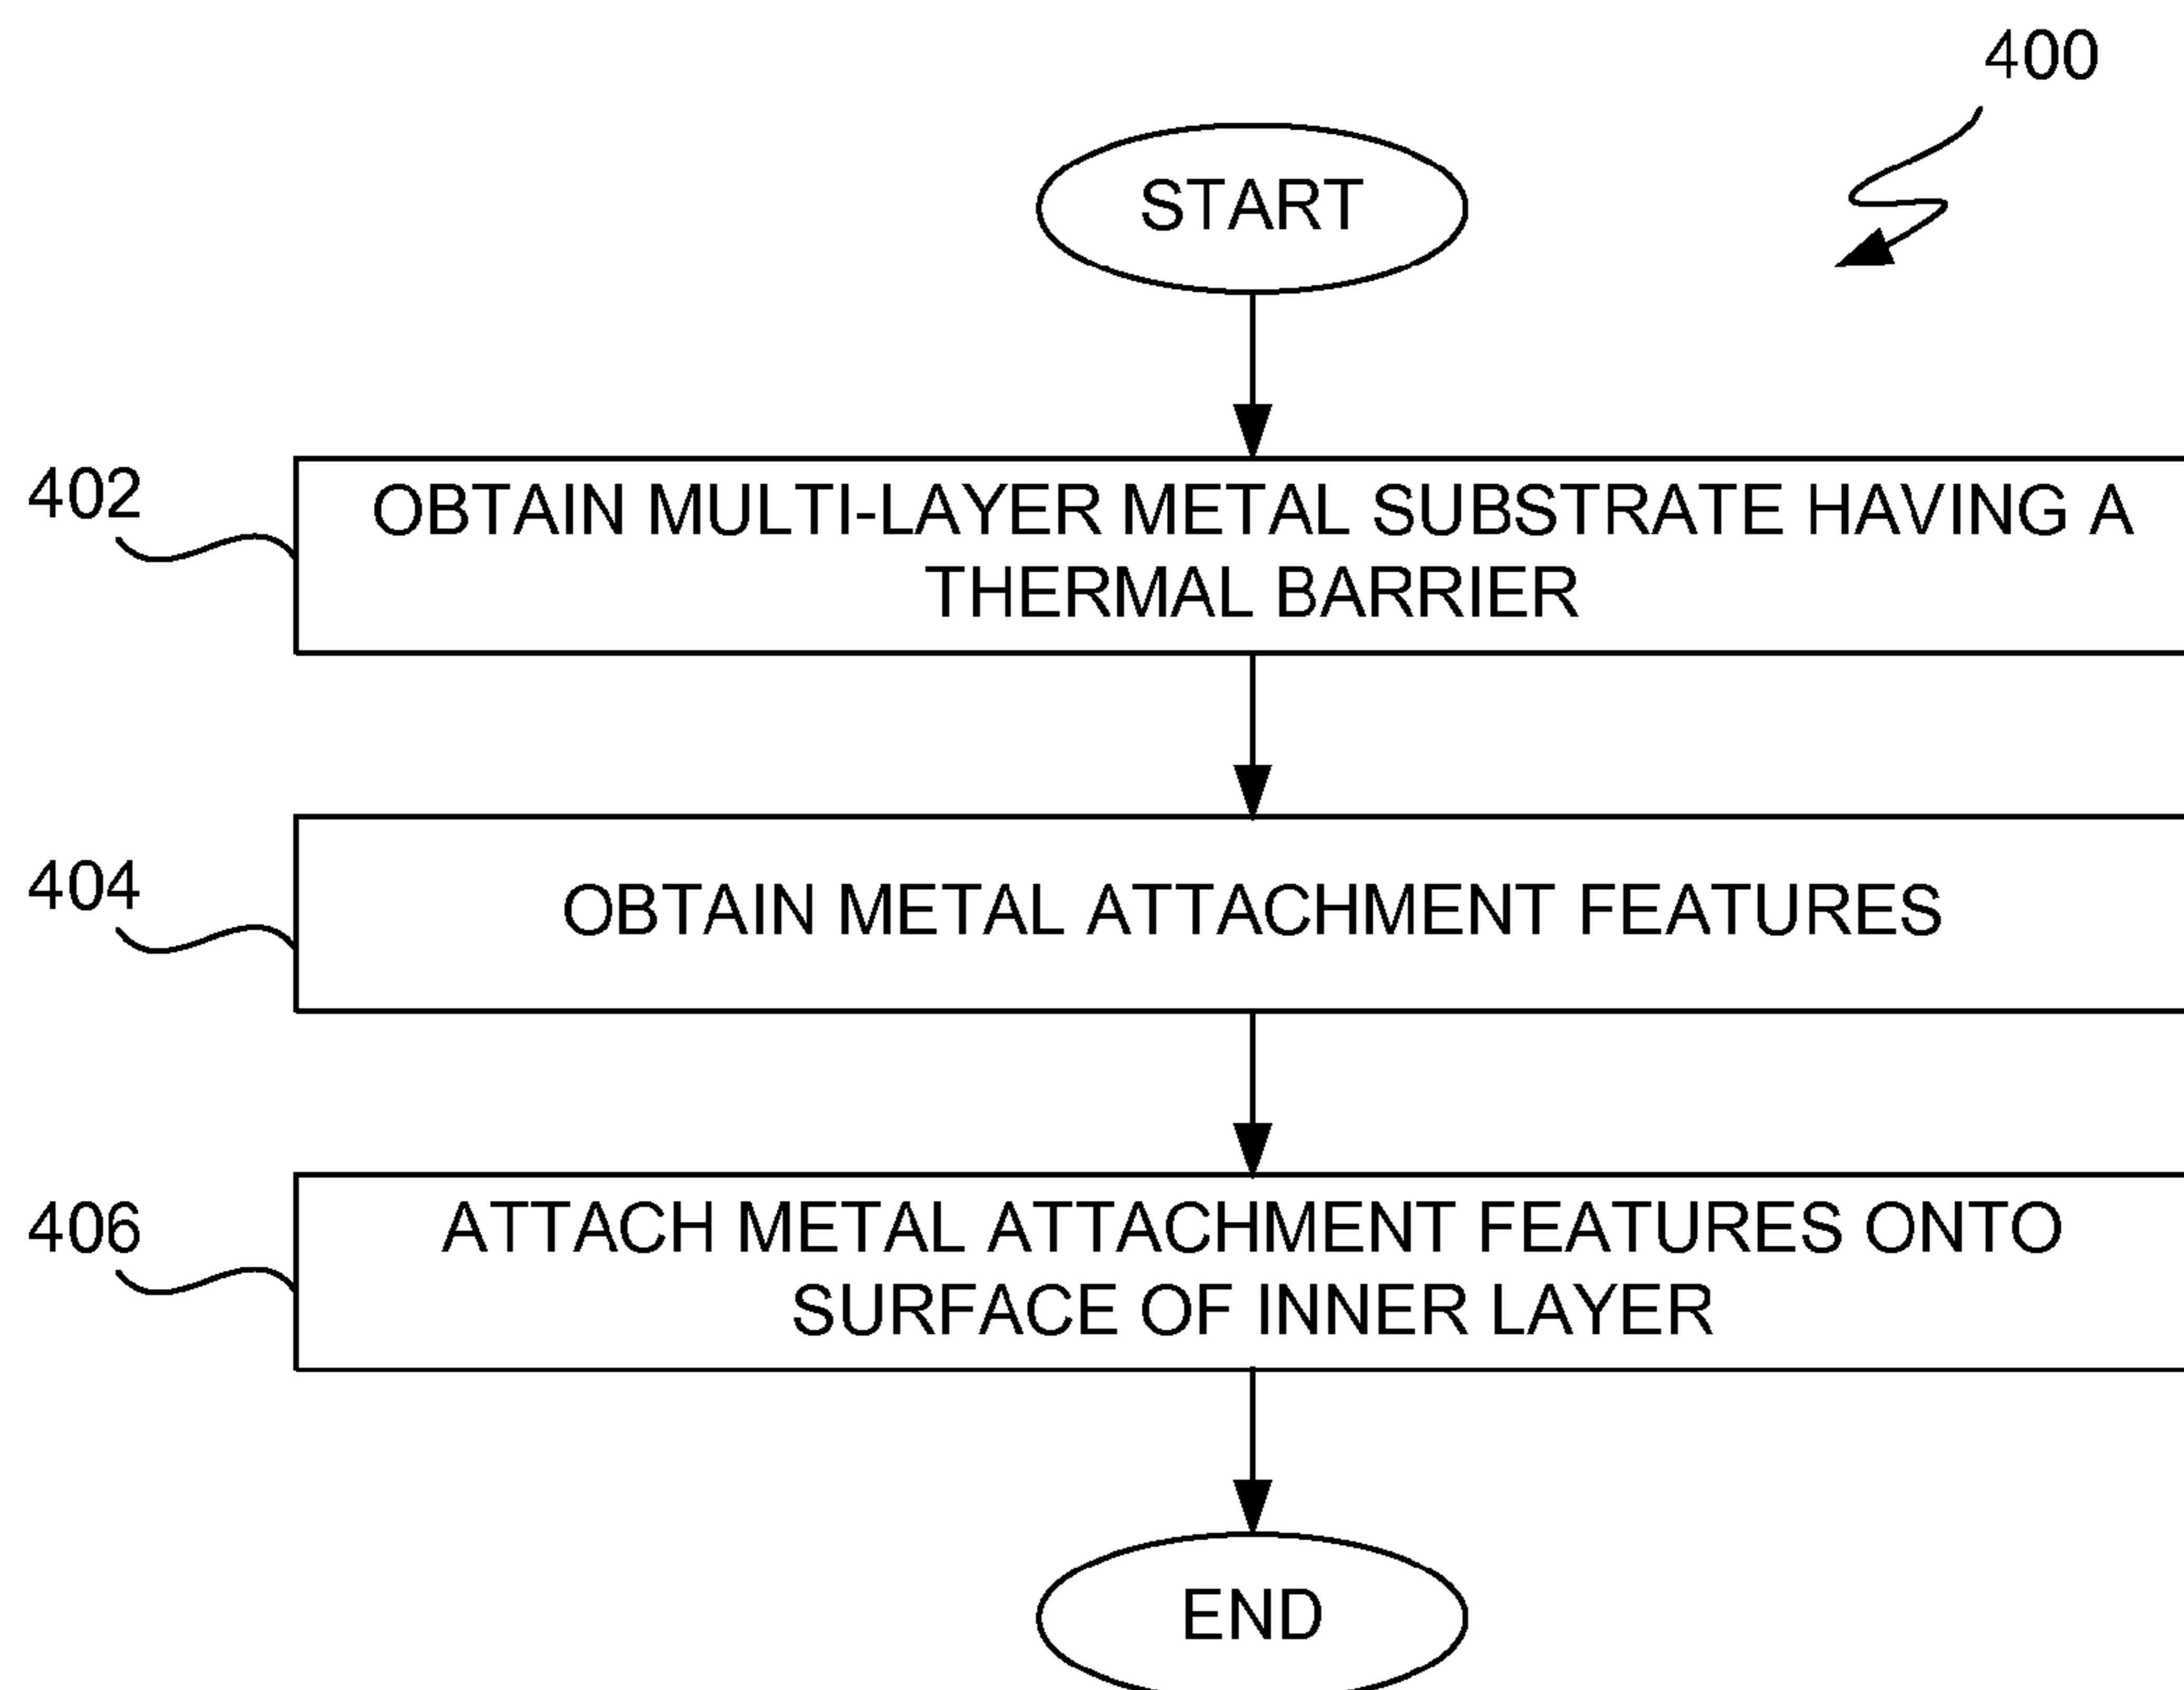 400
START
402
OBTAIN MULTI-LAYER METAL SUBSTRATE HAVING A
THERMAL BARRIER
404
OBTAIN METAL ATTACHMENT FEATURES
406
ATTACH METAL ATTACHMENT FEATURES ONTO
SURFACE OF INNER LAYER
END